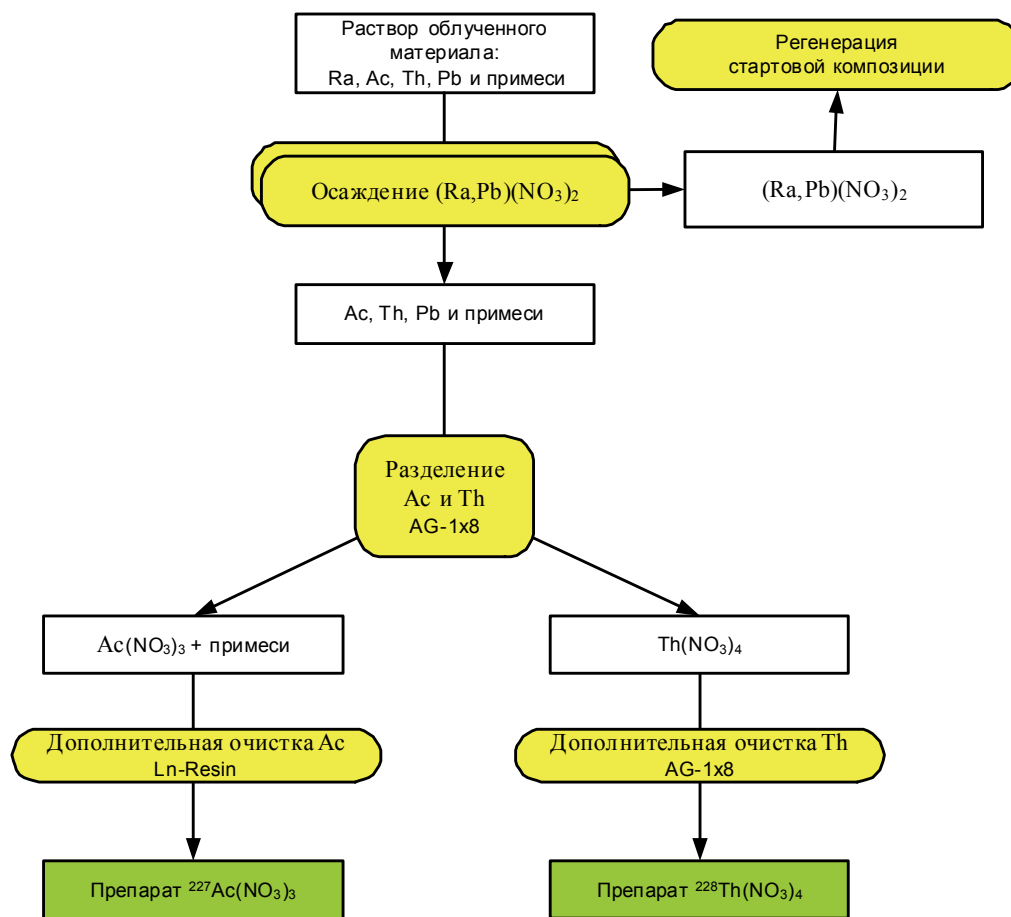 Раствор облученного
материала:
Ra, Ac, Th, Pb и примеси
Регенерация
стартовой композиции
Осаждение (Ra,Pb)(NO₃)₂
(Ra,Pb)(NO₃)₂
Ac, Th, Pb и примеси
Разделение
Ac и Th
AG-1x8
Ac(NO₃)₃ + примеси
Th(NO₃)₄
Дополнительная очистка Ac
Ln-Resin
Дополнительная очистка Th
AG-1x8
Препарат ²²⁷Ac(NO₃)₃
Препарат ²²⁸Th(NO₃)₄